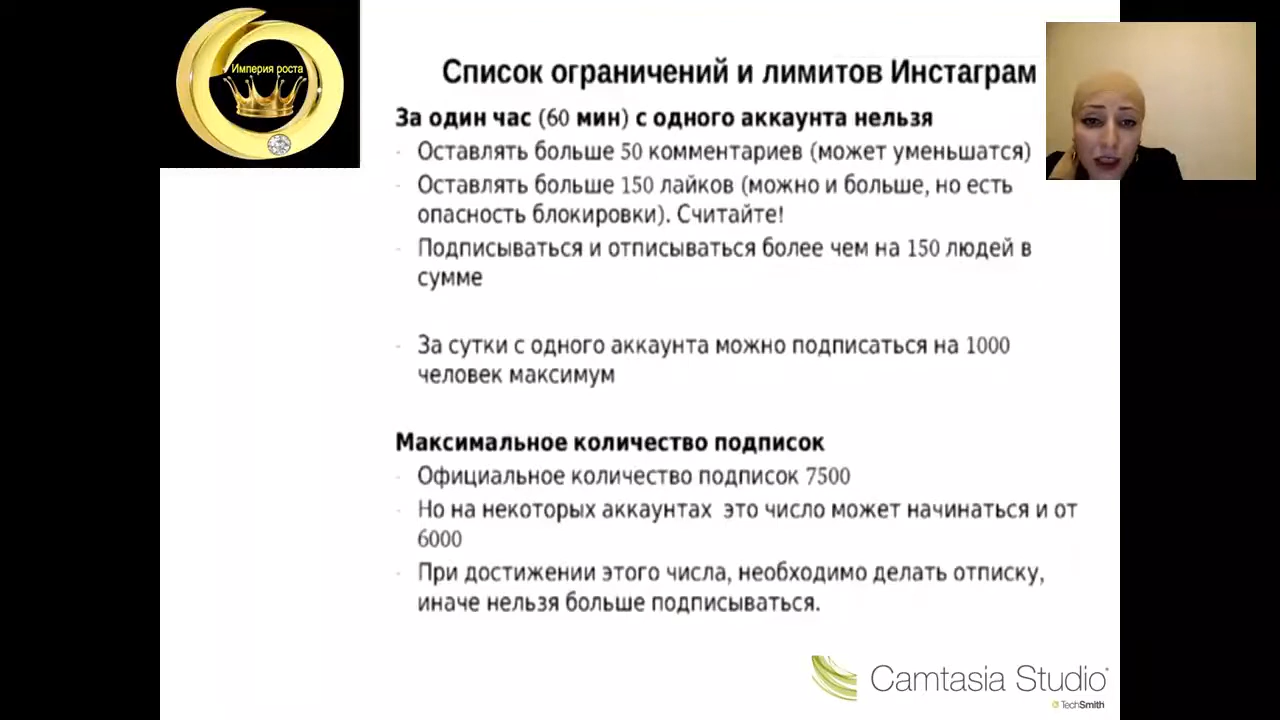 Империя роста
Список ограничений и лимитов Инстаграм
За один час (60 мин) с одного аккаунта нельзя
- Оставлять больше 50 комментариев (может уменьшатся)
- Оставлять больше 150 лайков (можно и больше, но есть
опасность блокировки). Считайте!
- Подписываться и отписываться более чем на 150 людей в
сумме
- За сутки с одного аккаунта можно подписаться на 1000
человек максимум
Максимальное количество подписок
- Официальное количество подписок 7500
- Но на некоторых аккаунтах это число может начинаться и от
6000
- При достижении этого числа, необходимо делать отписку,
иначе нельзя больше подписываться.
Camtasia Studio
TechSmith